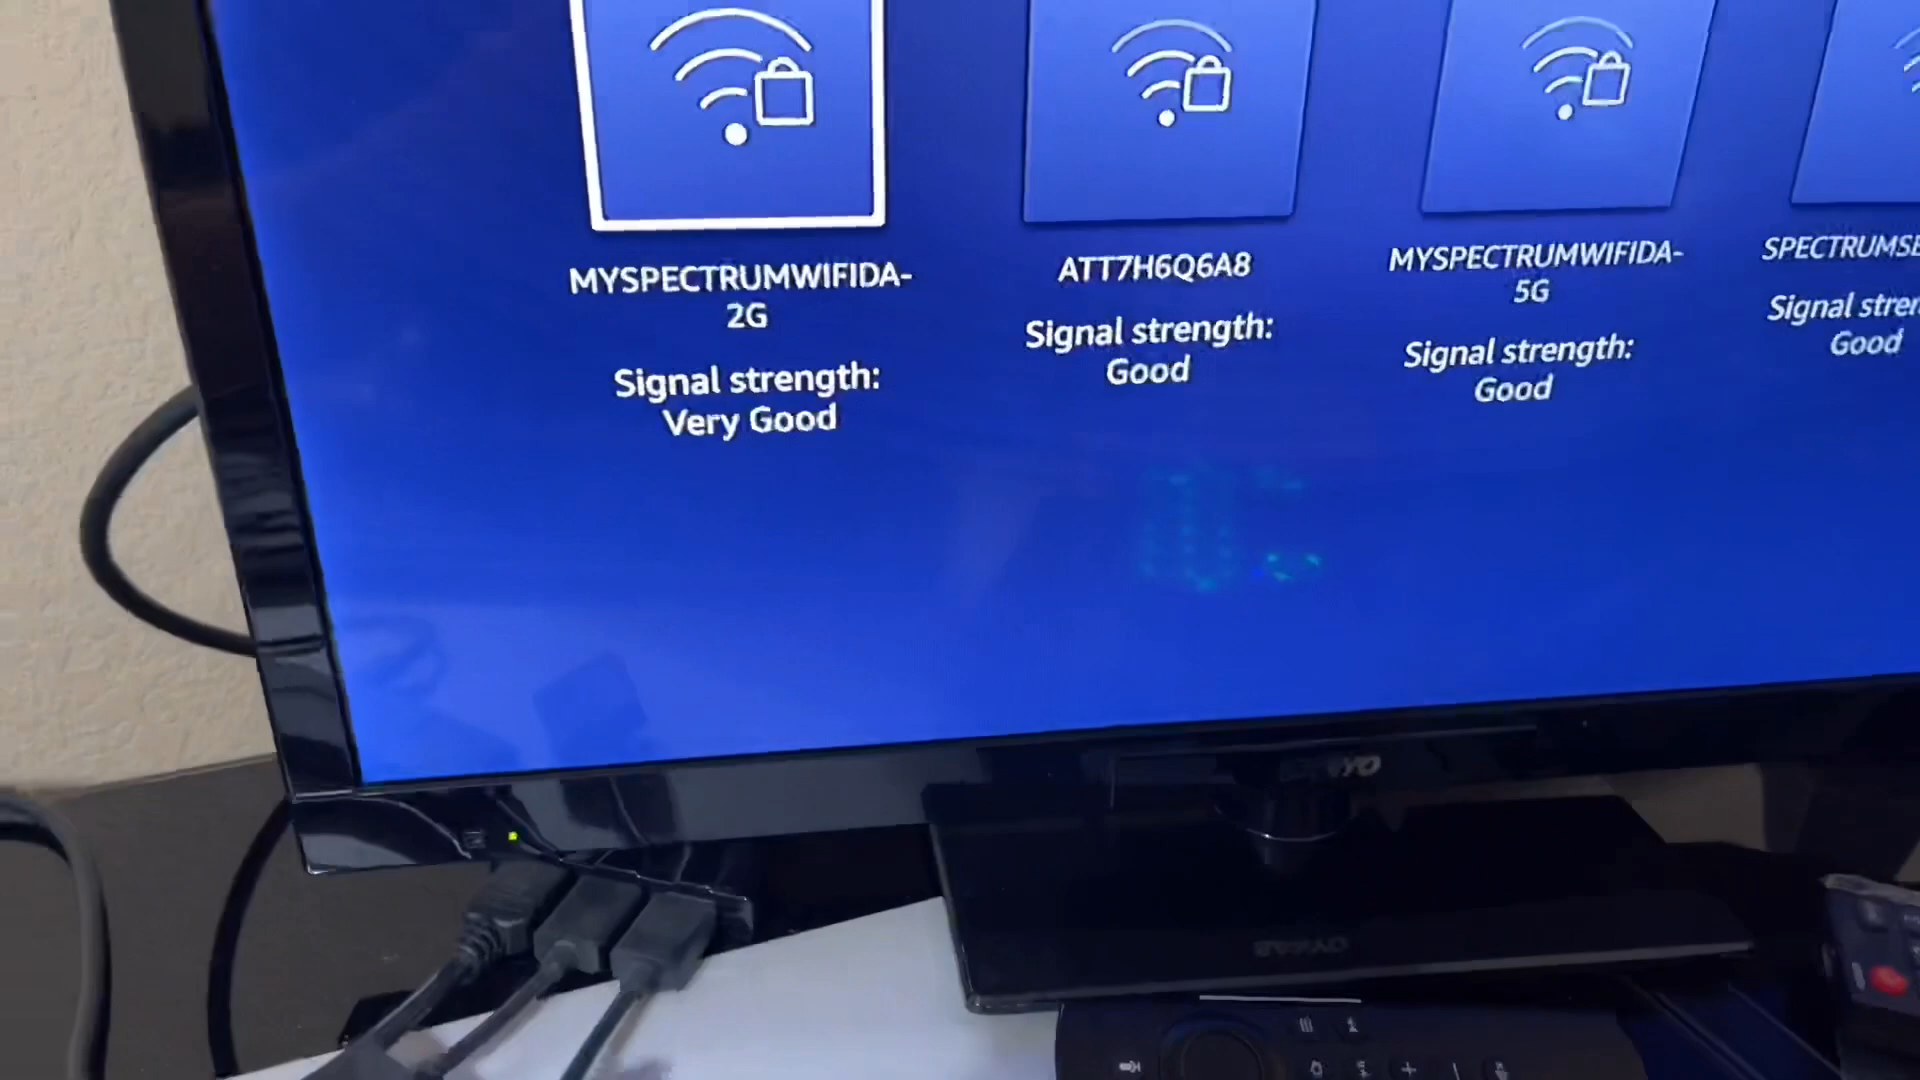 MYSPECTRUMWIFIDA-
2G
Signal strength:
Very Good
ATT7H6Q6A8
Signal strength:
Good
MYSPECTRUMWIFIDA-
5G
Signal strength:
Good
Good